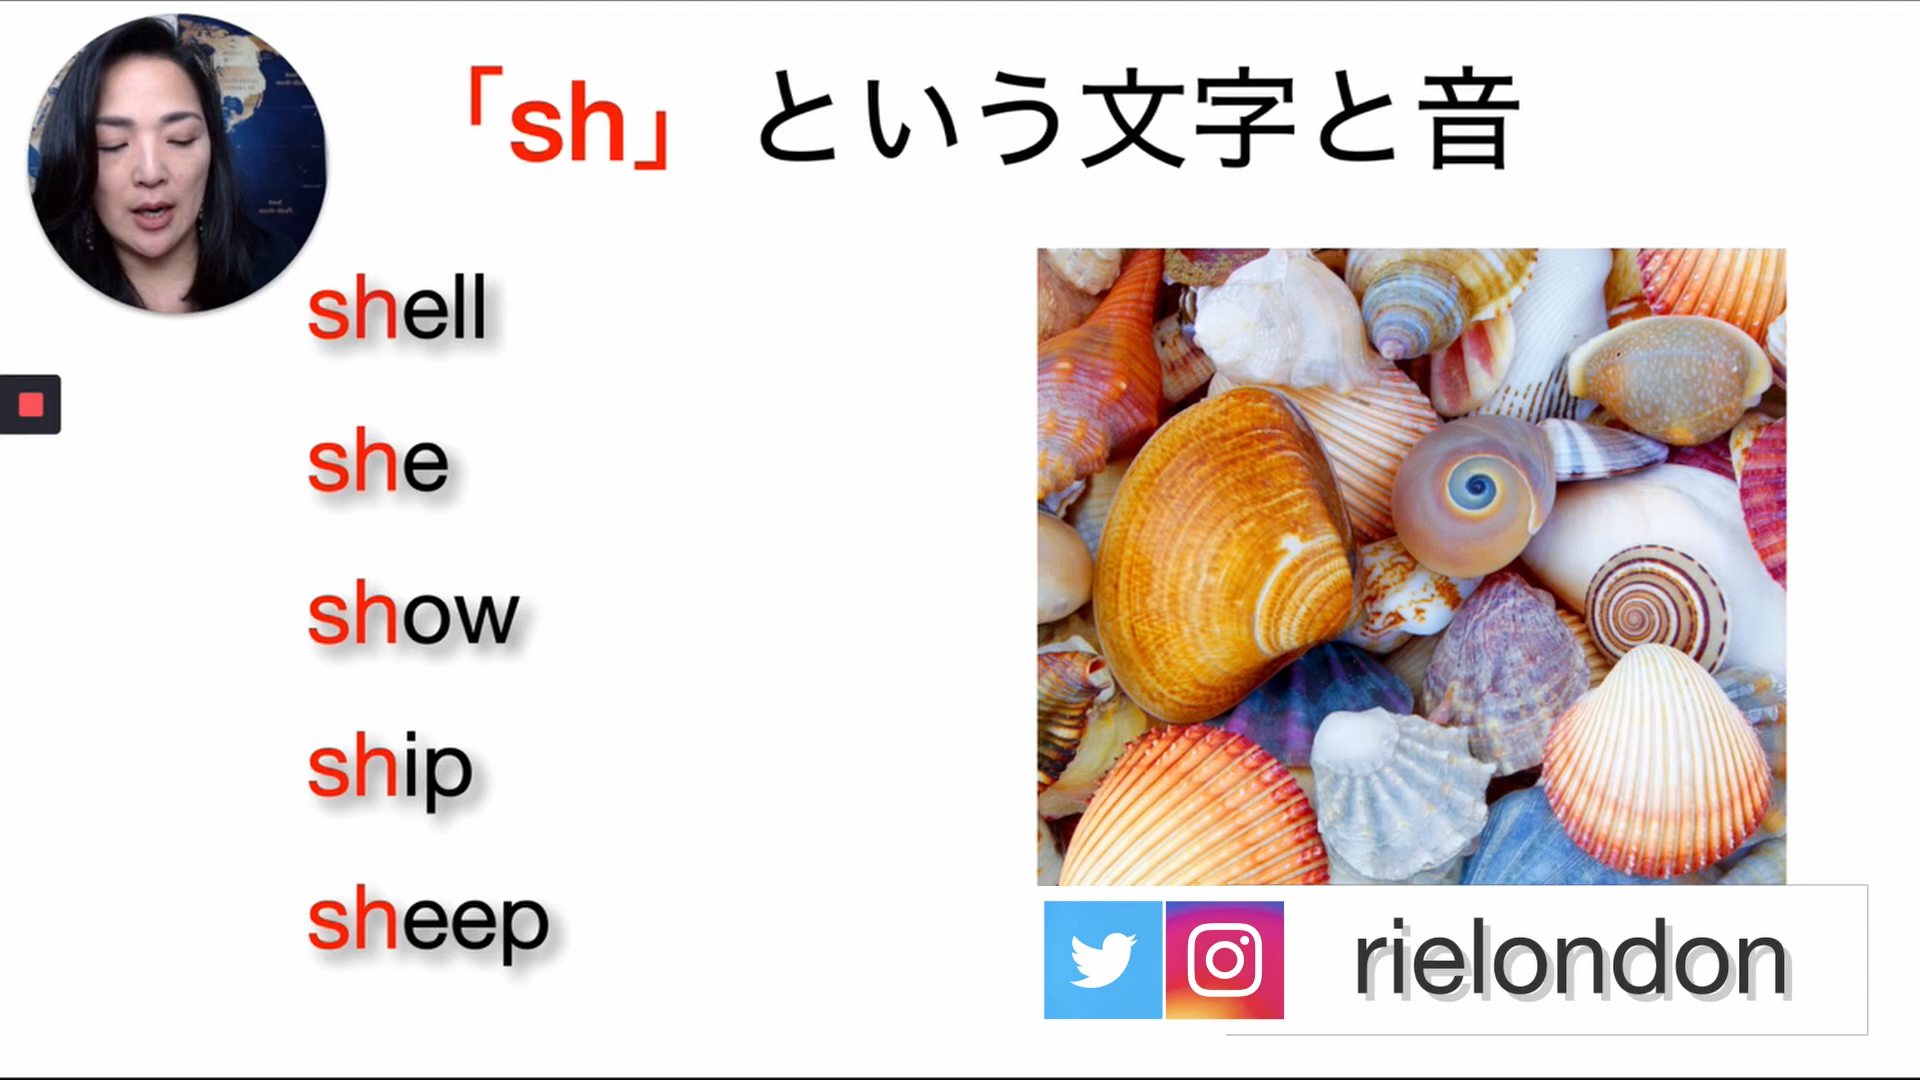 「sh」 という文字と音
shell
she
show
ship
sheep
rielondon